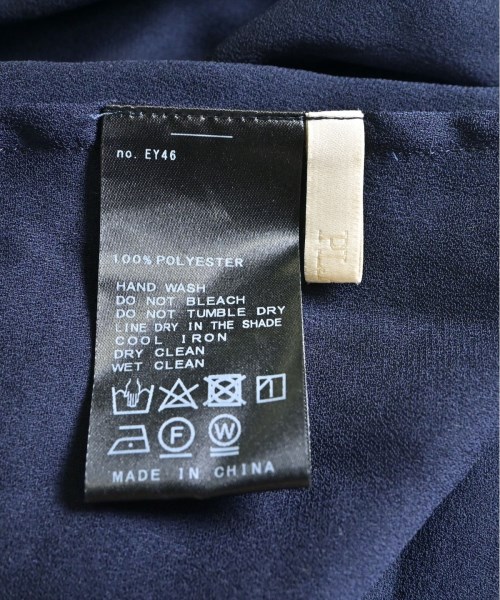 no. EY46
100% POLYESTER
HAND WASH
DO NOT BLEACH
DO NOT TUMBLE DRY
LINE DRY IN THE SHADE
COOL IRON
DRY CLEAN
WET CLEAN
F W
MADE IN CHINA